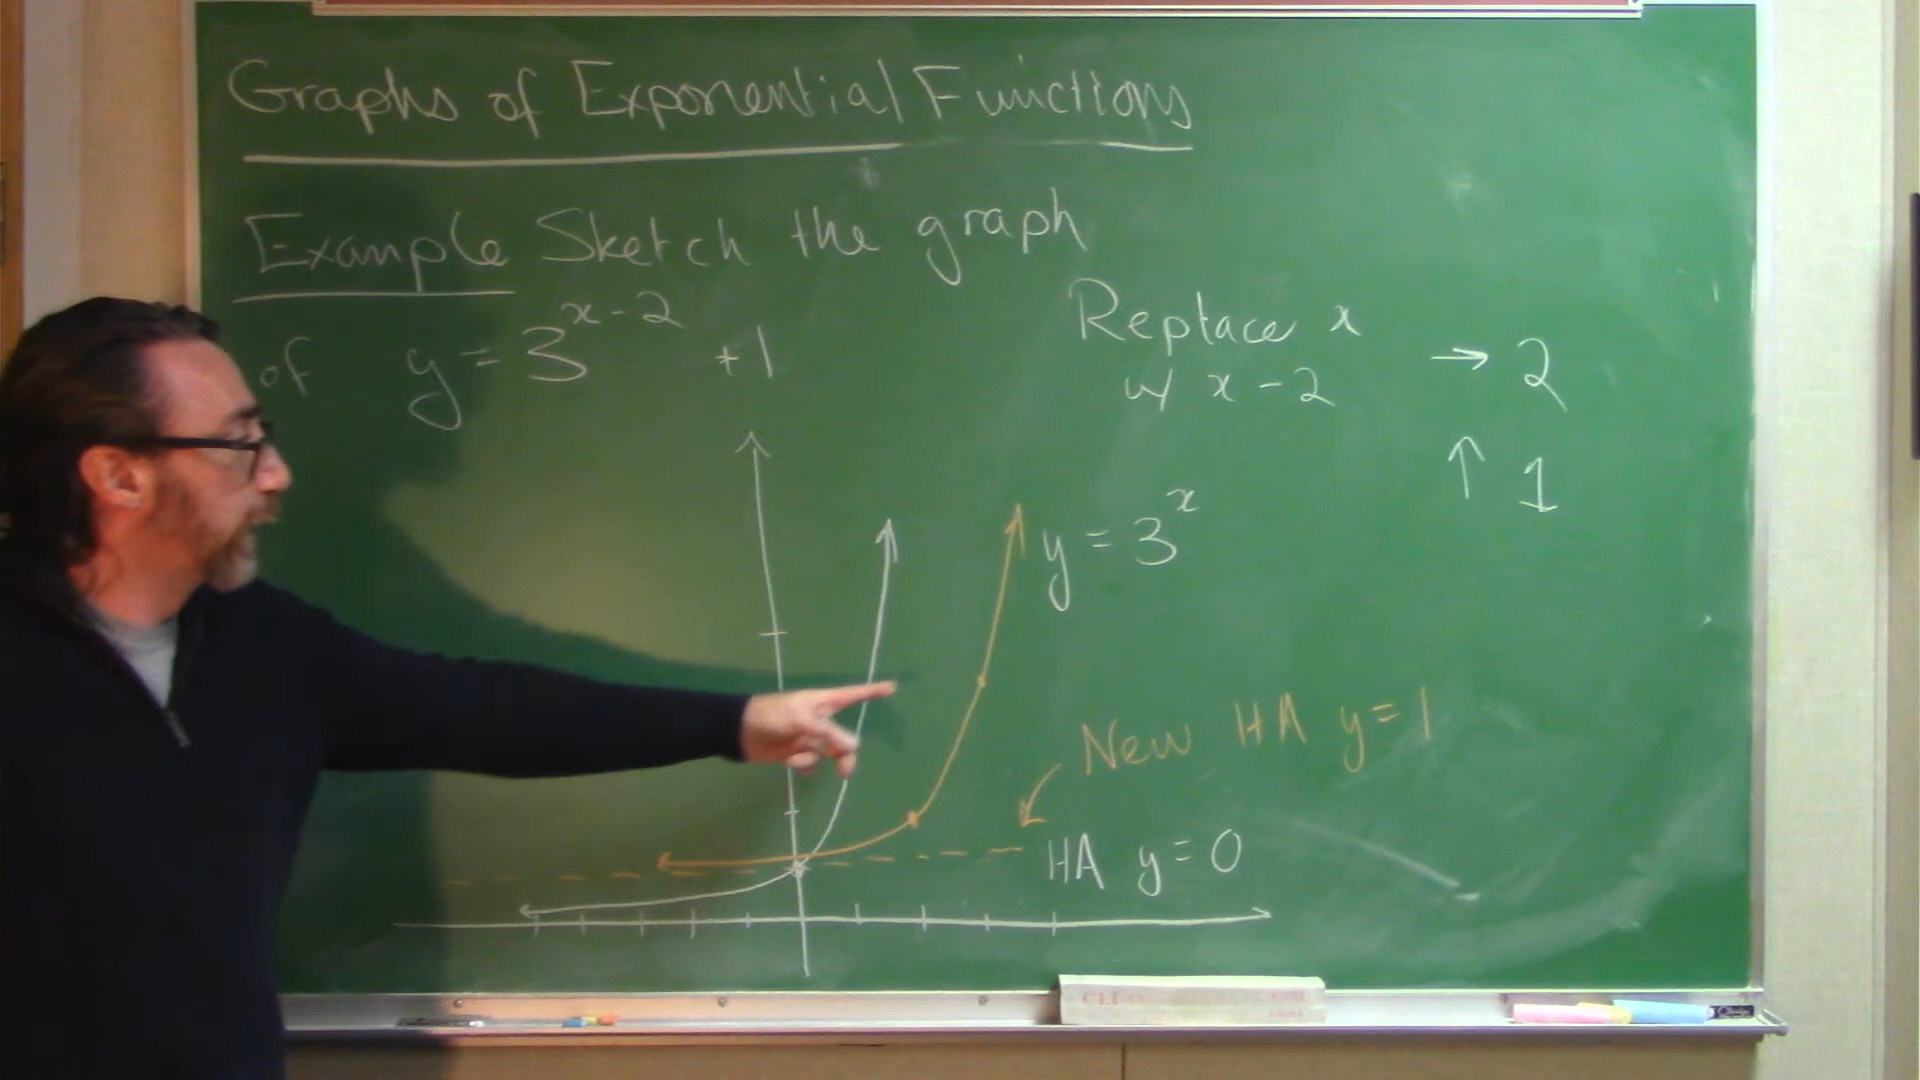 Graphs of Exponential Functions
Example Sketch the graph
of y = 3^{x-2} + 1
Replace x → 2
w/ x - 2
↑ 1
y = 3^x
New HA y = 1
HA y = 0